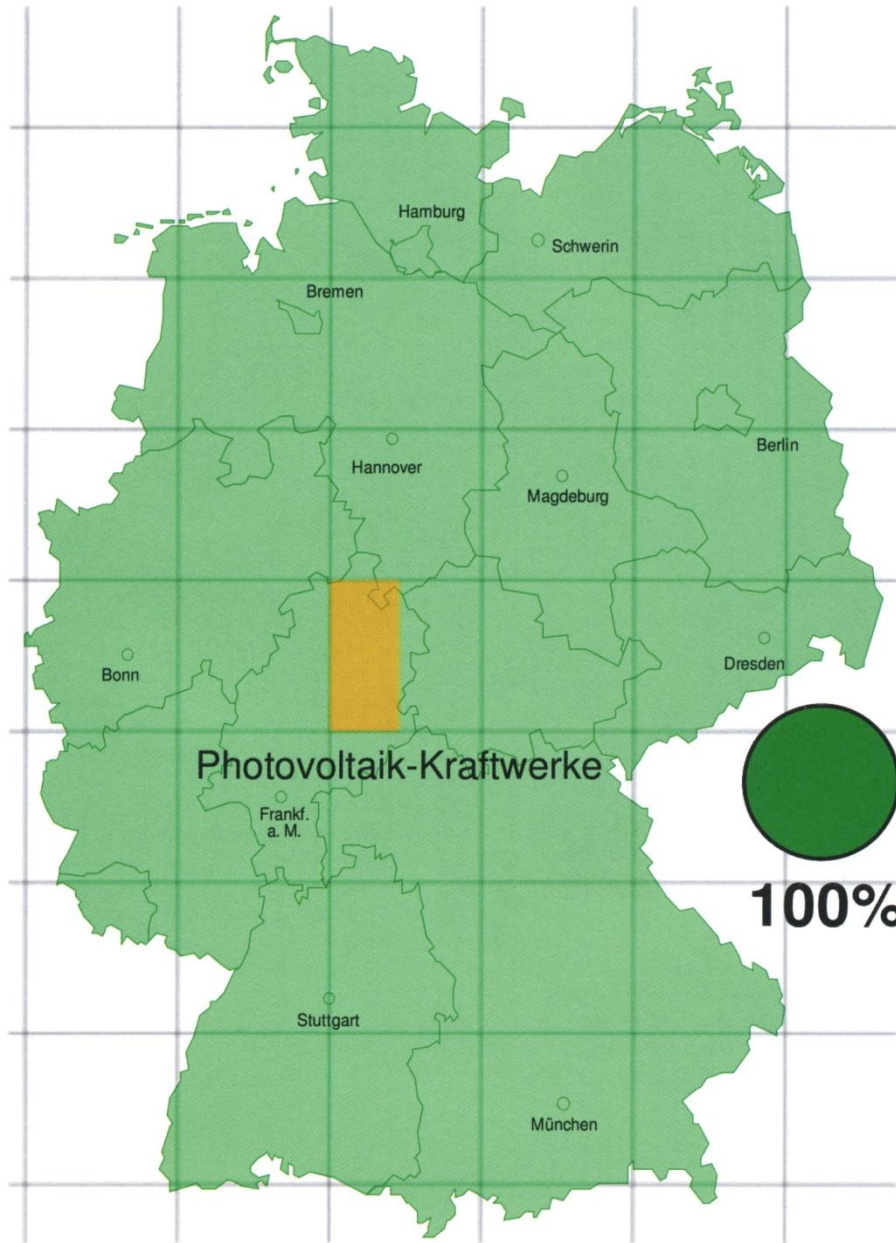 Hamburg
Schwerin
Bremen
Berlin
Hannover
Magdeburg
Bonn
Dresden
Photovoltaik-Kraftwerke
Frankf.
a. M.
100%
Stuttgart
München